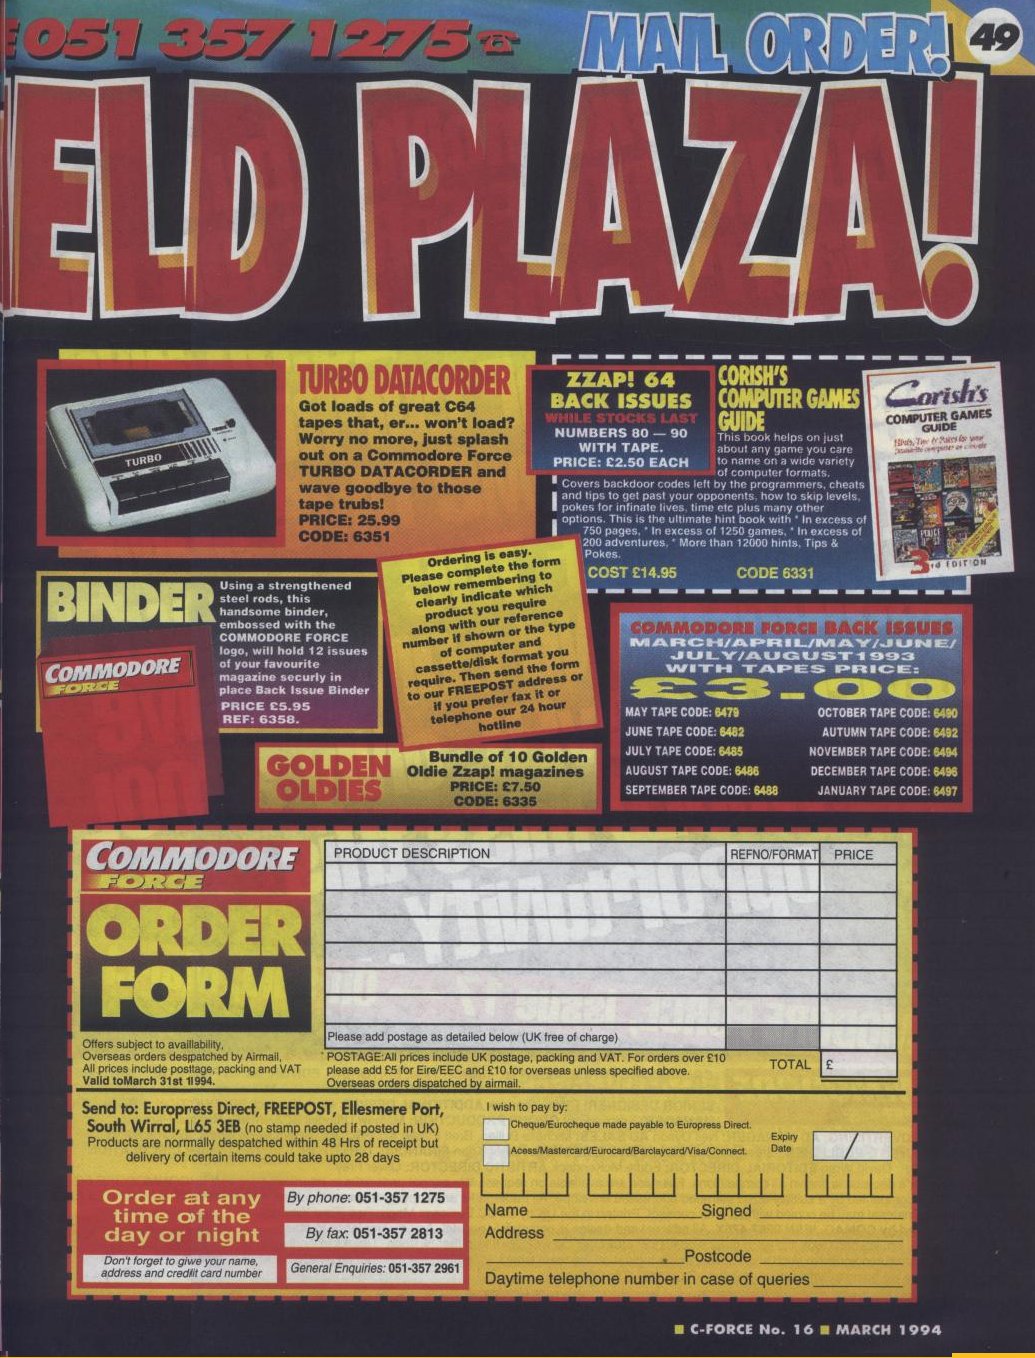 051 357 1275
MAIL ORDER!
49
ELD PLAZA!
TURBO
TURBO DATACORDER
Got loads of great C64
tapes that, er... won't load?
Worry no more, just splash
out on a Commodore Force
TURBO DATACORDER and
wave goodbye to those
tape trubs!
PRICE: 25.99
CODE: 6351
ZZAP! 64
BACK ISSUES
WHILE STOCKS LAST
NUMBERS 80 — 90
WITH TAPE.
PRICE: £2.50 EACH
CORISH'S
COMPUTER GAMES
GUIDE
This book helps on just
about any game you care
to name on a wide variety
of computer formats.
Covers backdoor codes left by the programmers, cheats
and tips to get past your opponents, how to skip levels,
pokes for infinate lives, time etc plus many other
options. This is the ultimate hint book with * In excess of
750 pages, * In excess of 1250 games, * In excess of
200 adventures, * More than 12000 hints, Tips &
Pokes.
COST £14.95 CODE 6331
Corish's
COMPUTER GAMES
GUIDE
Hints, Tips & Pokes for your
favourite computer or console
3rd EDITION
BINDER
Using a strengthened
steel rods, this
handsome binder,
embossed with the
COMMODORE FORCE
logo, will hold 12 issues
of your favourite
magazine securly in
place Back Issue Binder
PRICE £5.95
REF: 6358.
COMMODORE
FORCE
Ordering is easy.
Please complete the form
below remembering to
clearly indicate which
product you require
along with our reference
number if shown or the type
of computer and
cassette/disk format you
require. Then send the form
to our FREEPOST address or
if you prefer fax it or
telephone our 24 hour
hotline
GOLDEN
OLDIES
Bundle of 10 Golden
Oldie Zzap! magazines
PRICE: £7.50
CODE: 6335
COMMODORE FORCE BACK ISSUES
MARCH/APRIL/MAY/JUNE/
JULY/AUGUST1993
WITH TAPES PRICE:
£3.00
MAY TAPE CODE: 6479 OCTOBER TAPE CODE: 6490
JUNE TAPE CODE: 6482 AUTUMN TAPE CODE: 6492
JULY TAPE CODE: 6485 NOVEMBER TAPE CODE: 6494
AUGUST TAPE CODE: 6486 DECEMBER TAPE CODE: 6496
SEPTEMBER TAPE CODE: 6488 JANUARY TAPE CODE: 6497
COMMODORE
FORCE
ORDER
FORM
Offers subject to availlability,
Overseas orders despatched by Airmail,
All prices include posttage, packing and VAT
Valid toMarch 31st 1994.
PRODUCT DESCRIPTION REFNO/FORMAT PRICE
Please add postage as detailed below (UK free of charge)
* POSTAGE:All prices include UK postage, packing and VAT. For orders over £10
please add £5 for Eire/EEC and £10 for overseas unless specified above.
Overseas orders dispatched by airmail.
TOTAL £
Send to: Europress Direct, FREEPOST, Ellesmere Port,
South Wirral, L65 3EB (no stamp needed if posted in UK)
Products are normally despatched within 48 Hrs of receipt but
delivery of certain items could take upto 28 days
Order at any
time of the
day or night
Don't forget to give your name,
address and credit card number
By phone: 051-357 1275
By fax: 051-357 2813
General Enquiries: 051-357 2961
I wish to pay by:
Cheque/Eurocheque made payable to Europress Direct.
Acess/Mastercard/Eurocard/Barclaycard/Visa/Connect.
Expiry
Date /
Name Signed
Address
Postcode
Daytime telephone number in case of queries
C-FORCE No. 16 MARCH 1994